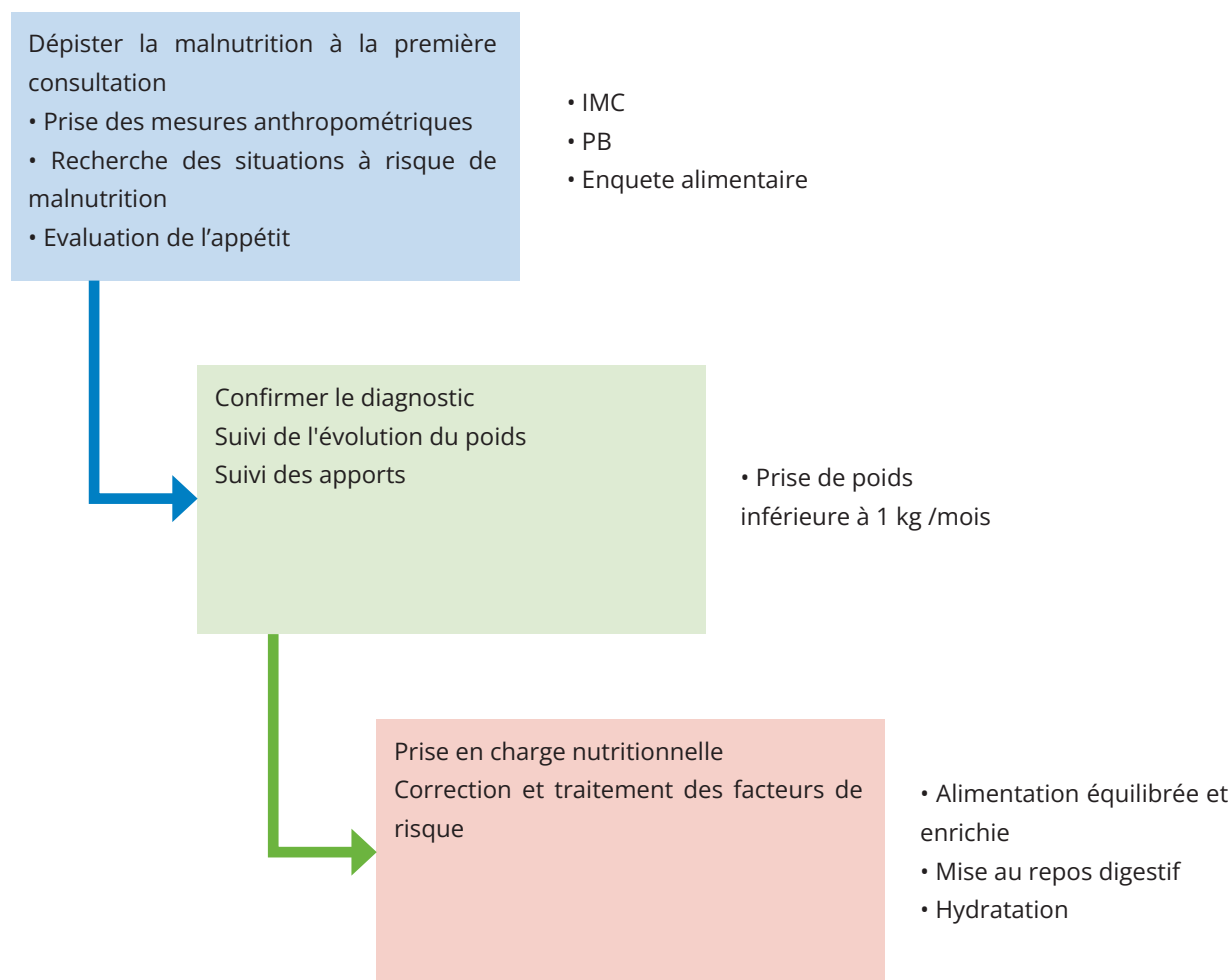 Dépister la malnutrition à la première
consultation
• Prise des mesures anthropométriques
• Recherche des situations à risque de
malnutrition
• Evaluation de l’appétit
• IMC
• PB
• Enquete alimentaire
Confirmer le diagnostic
Suivi de l'évolution du poids
Suivi des apports
• Prise de poids
inférieure à 1 kg /mois
Prise en charge nutritionnelle
Correction et traitement des facteurs de
risque
• Alimentation équilibrée et
enrichie
• Mise au repos digestif
• Hydratation